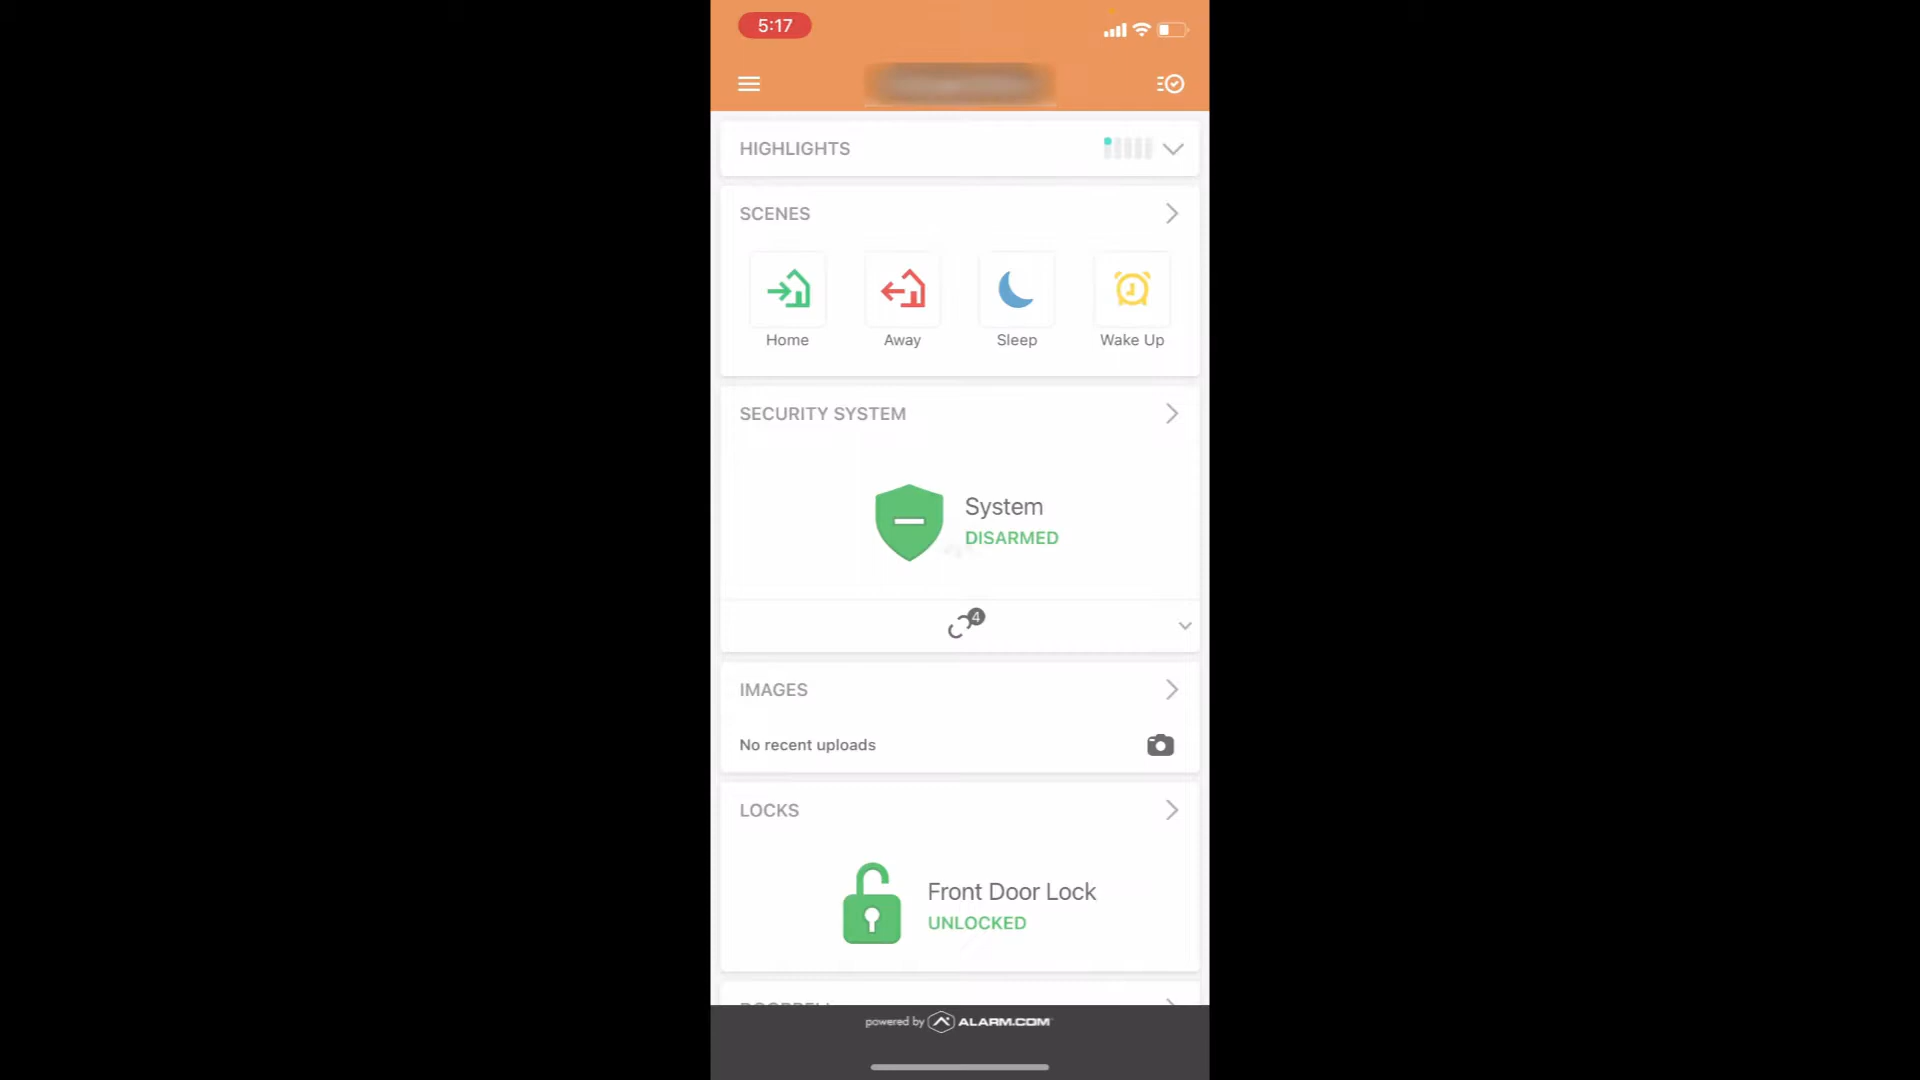 5:17
HIGHLIGHTS
SCENES
Home
Away
Sleep
Wake Up
SECURITY SYSTEM
System
DISARMED
4
IMAGES
No recent uploads
LOCKS
Front Door Lock
UNLOCKED
powered by ALARM.COM